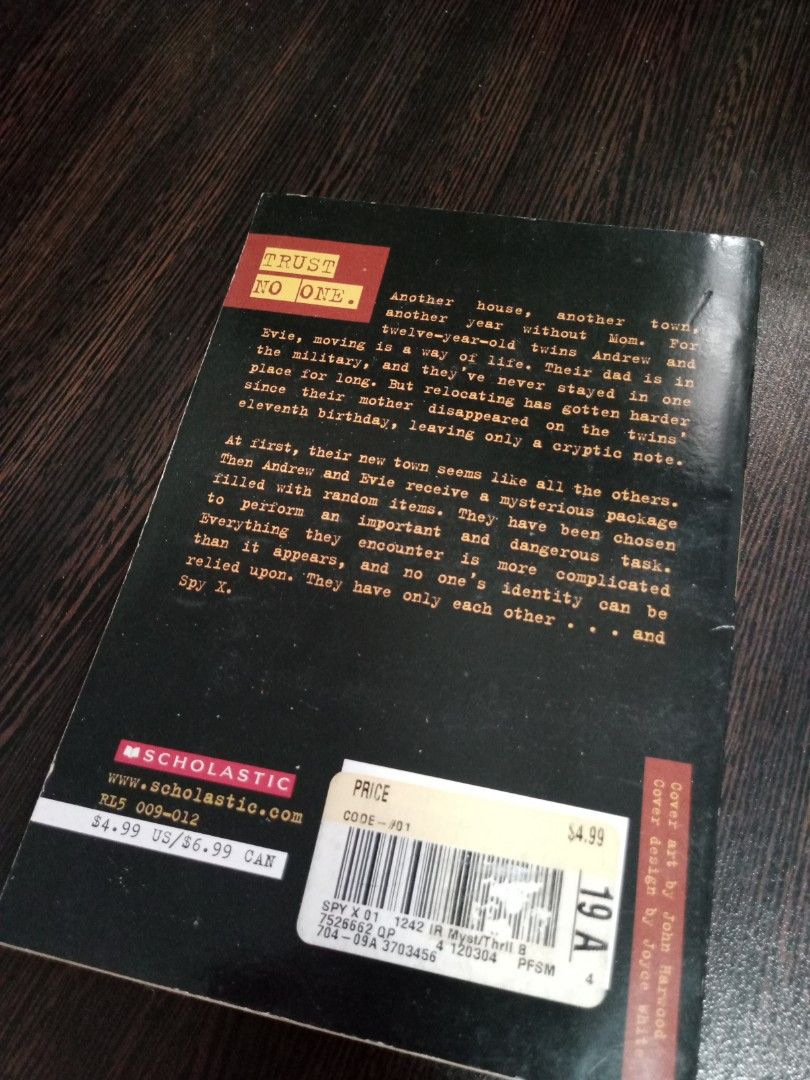 TRUST
NO ONE.
Another house, another town,
another year without Mom. For
twelve-year-old twins Andrew and
Evie, moving is a way of life. Their dad is in
the military, and they've never stayed in one
place for long. But relocating has gotten harder
since their mother disappeared on the twins'
eleventh birthday, leaving only a cryptic note.
At first, their new town seems like all the others.
Then Andrew and Evie receive a mysterious package
filled with random items. They have been chosen
to perform an important and dangerous task.
Everything they encounter is more complicated
than it appears, and no one's identity can be
relied upon. They have only each other . . . and
Spy X.
SCHOLASTIC
www.scholastic.com
RL5 009-012
$4.99 US/$6.99 CAN
PRICE
CODE-#01
$4.99
SPY X 01 1242 IR Myst/Thrll B
7526662 QP 4 120304 PFSM
704-09A 3703456
19 A
4
Cover art by John Harwood
Cover design by Joyce White